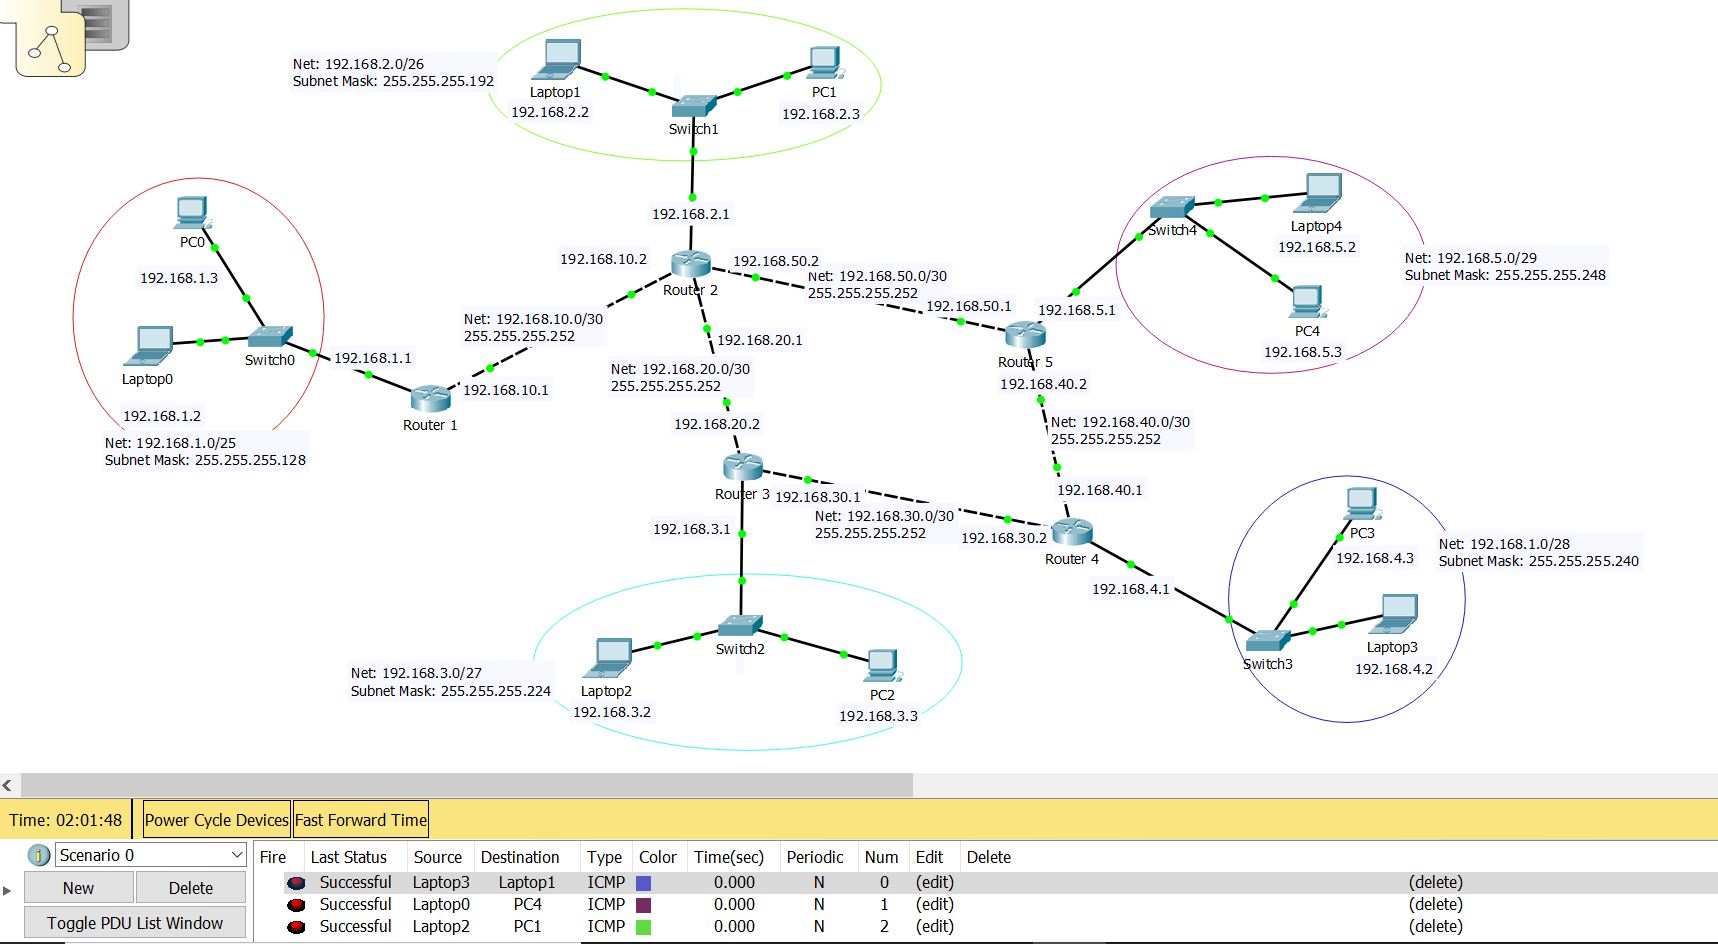 Net: 192.168.2.0/26
Subnet Mask: 255.255.255.192
Laptop1
192.168.2.2
PC1
192.168.2.3
Switch1
192.168.2.1
PC0
192.168.1.3
Laptop0
192.168.1.2
Switch0
Net: 192.168.1.0/25
Subnet Mask: 255.255.255.128
192.168.1.1
Router 1
192.168.10.1
Net: 192.168.10.0/30
255.255.255.252
192.168.10.2
Router 2
192.168.50.2
Net: 192.168.50.0/30
255.255.255.252
192.168.50.1
192.168.20.1
Net: 192.168.20.0/30
255.255.255.252
192.168.20.2
Router 5
192.168.5.1
Switch4
Laptop4
192.168.5.2
PC4
192.168.5.3
Net: 192.168.5.0/29
Subnet Mask: 255.255.255.248
192.168.40.2
Net: 192.168.40.0/30
255.255.255.252
192.168.40.1
Router 3
192.168.30.1
Net: 192.168.30.0/30
255.255.255.252
192.168.30.2
Router 4
192.168.4.1
192.168.3.1
Switch2
Laptop2
192.168.3.2
PC2
192.168.3.3
Net: 192.168.3.0/27
Subnet Mask: 255.255.255.224
PC3
192.168.4.3
Switch3
Laptop3
192.168.4.2
Net: 192.168.1.0/28
Subnet Mask: 255.255.255.240
Time: 02:01:48
Power Cycle Devices
Fast Forward Time
Scenario 0
New
Delete
Toggle PDU List Window
Fire Last Status Source Destination Type Color Time(sec) Periodic Num Edit Delete
Successful Laptop3 Laptop1 ICMP 0.000 N 0 (edit) (delete)
Successful Laptop0 PC4 ICMP 0.000 N 1 (edit) (delete)
Successful Laptop2 PC1 ICMP 0.000 N 2 (edit) (delete)